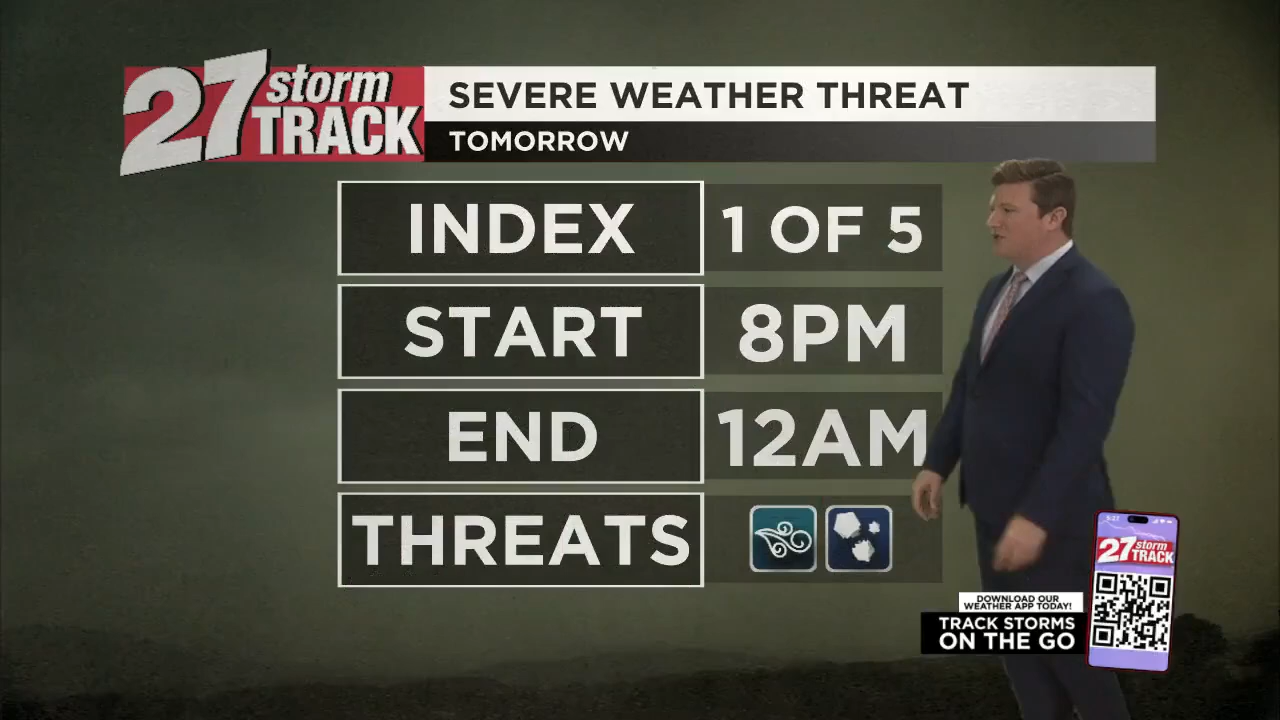 27 storm TRACK
SEVERE WEATHER THREAT
TOMORROW
INDEX 1 OF 5
START 8PM
END 12AM
THREATS
27 storm TRACK
DOWNLOAD OUR
WEATHER APP TODAY!
TRACK STORMS
ON THE GO